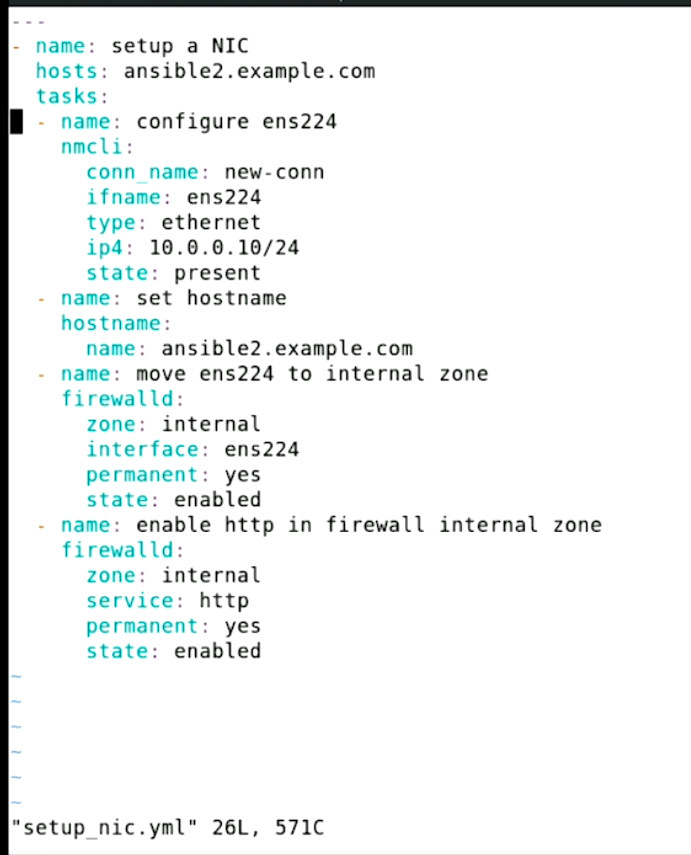 ---
- name: setup a NIC
  hosts: ansible2.example.com
  tasks:
  - name: configure ens224
    nmcli:
      conn_name: new-conn
      ifname: ens224
      type: ethernet
      ip4: 10.0.0.10/24
      state: present
  - name: set hostname
    hostname:
      name: ansible2.example.com
  - name: move ens224 to internal zone
    firewalld:
      zone: internal
      interface: ens224
      permanent: yes
      state: enabled
  - name: enable http in firewall internal zone
    firewalld:
      zone: internal
      service: http
      permanent: yes
      state: enabled
~
~
~
~
~
~
"setup_nic.yml" 26L, 571C